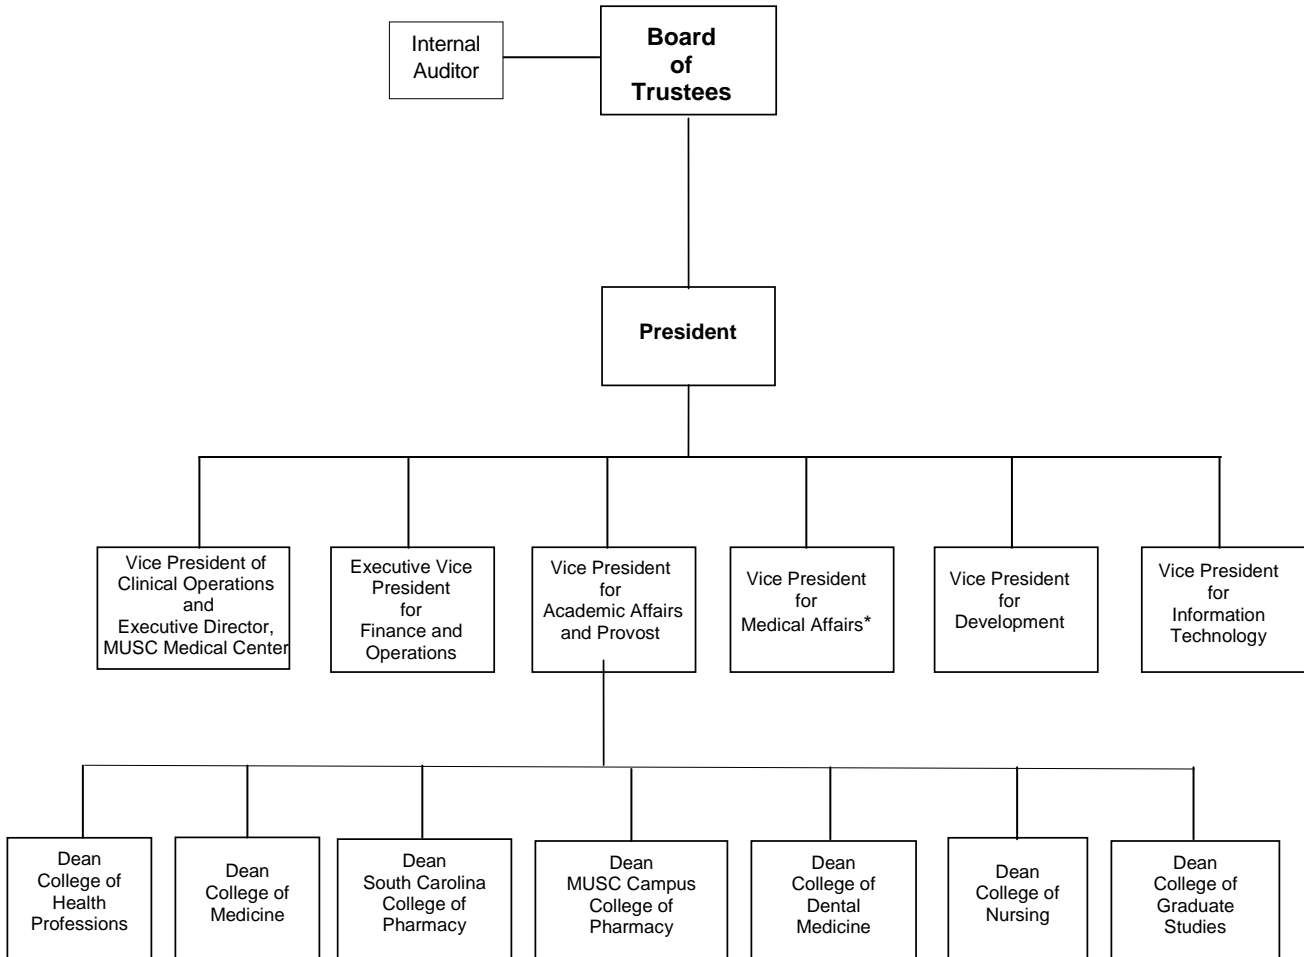 Internal
Auditor
Board
of
Trustees
President
Vice President of
Clinical Operations
and
Executive Director,
MUSC Medical Center
Executive Vice
President
for
Finance and
Operations
Vice President
for
Academic Affairs
and Provost
Vice President
for
Medical Affairs*
Vice President
for
Development
Vice President
for
Information
Technology
Dean
College of
Health
Professions
Dean
College of
Medicine
Dean
South Carolina
College of
Pharmacy
Dean
MUSC Campus
College of
Pharmacy
Dean
College of
Dental
Medicine
Dean
College of
Nursing
Dean
College of
Graduate
Studies